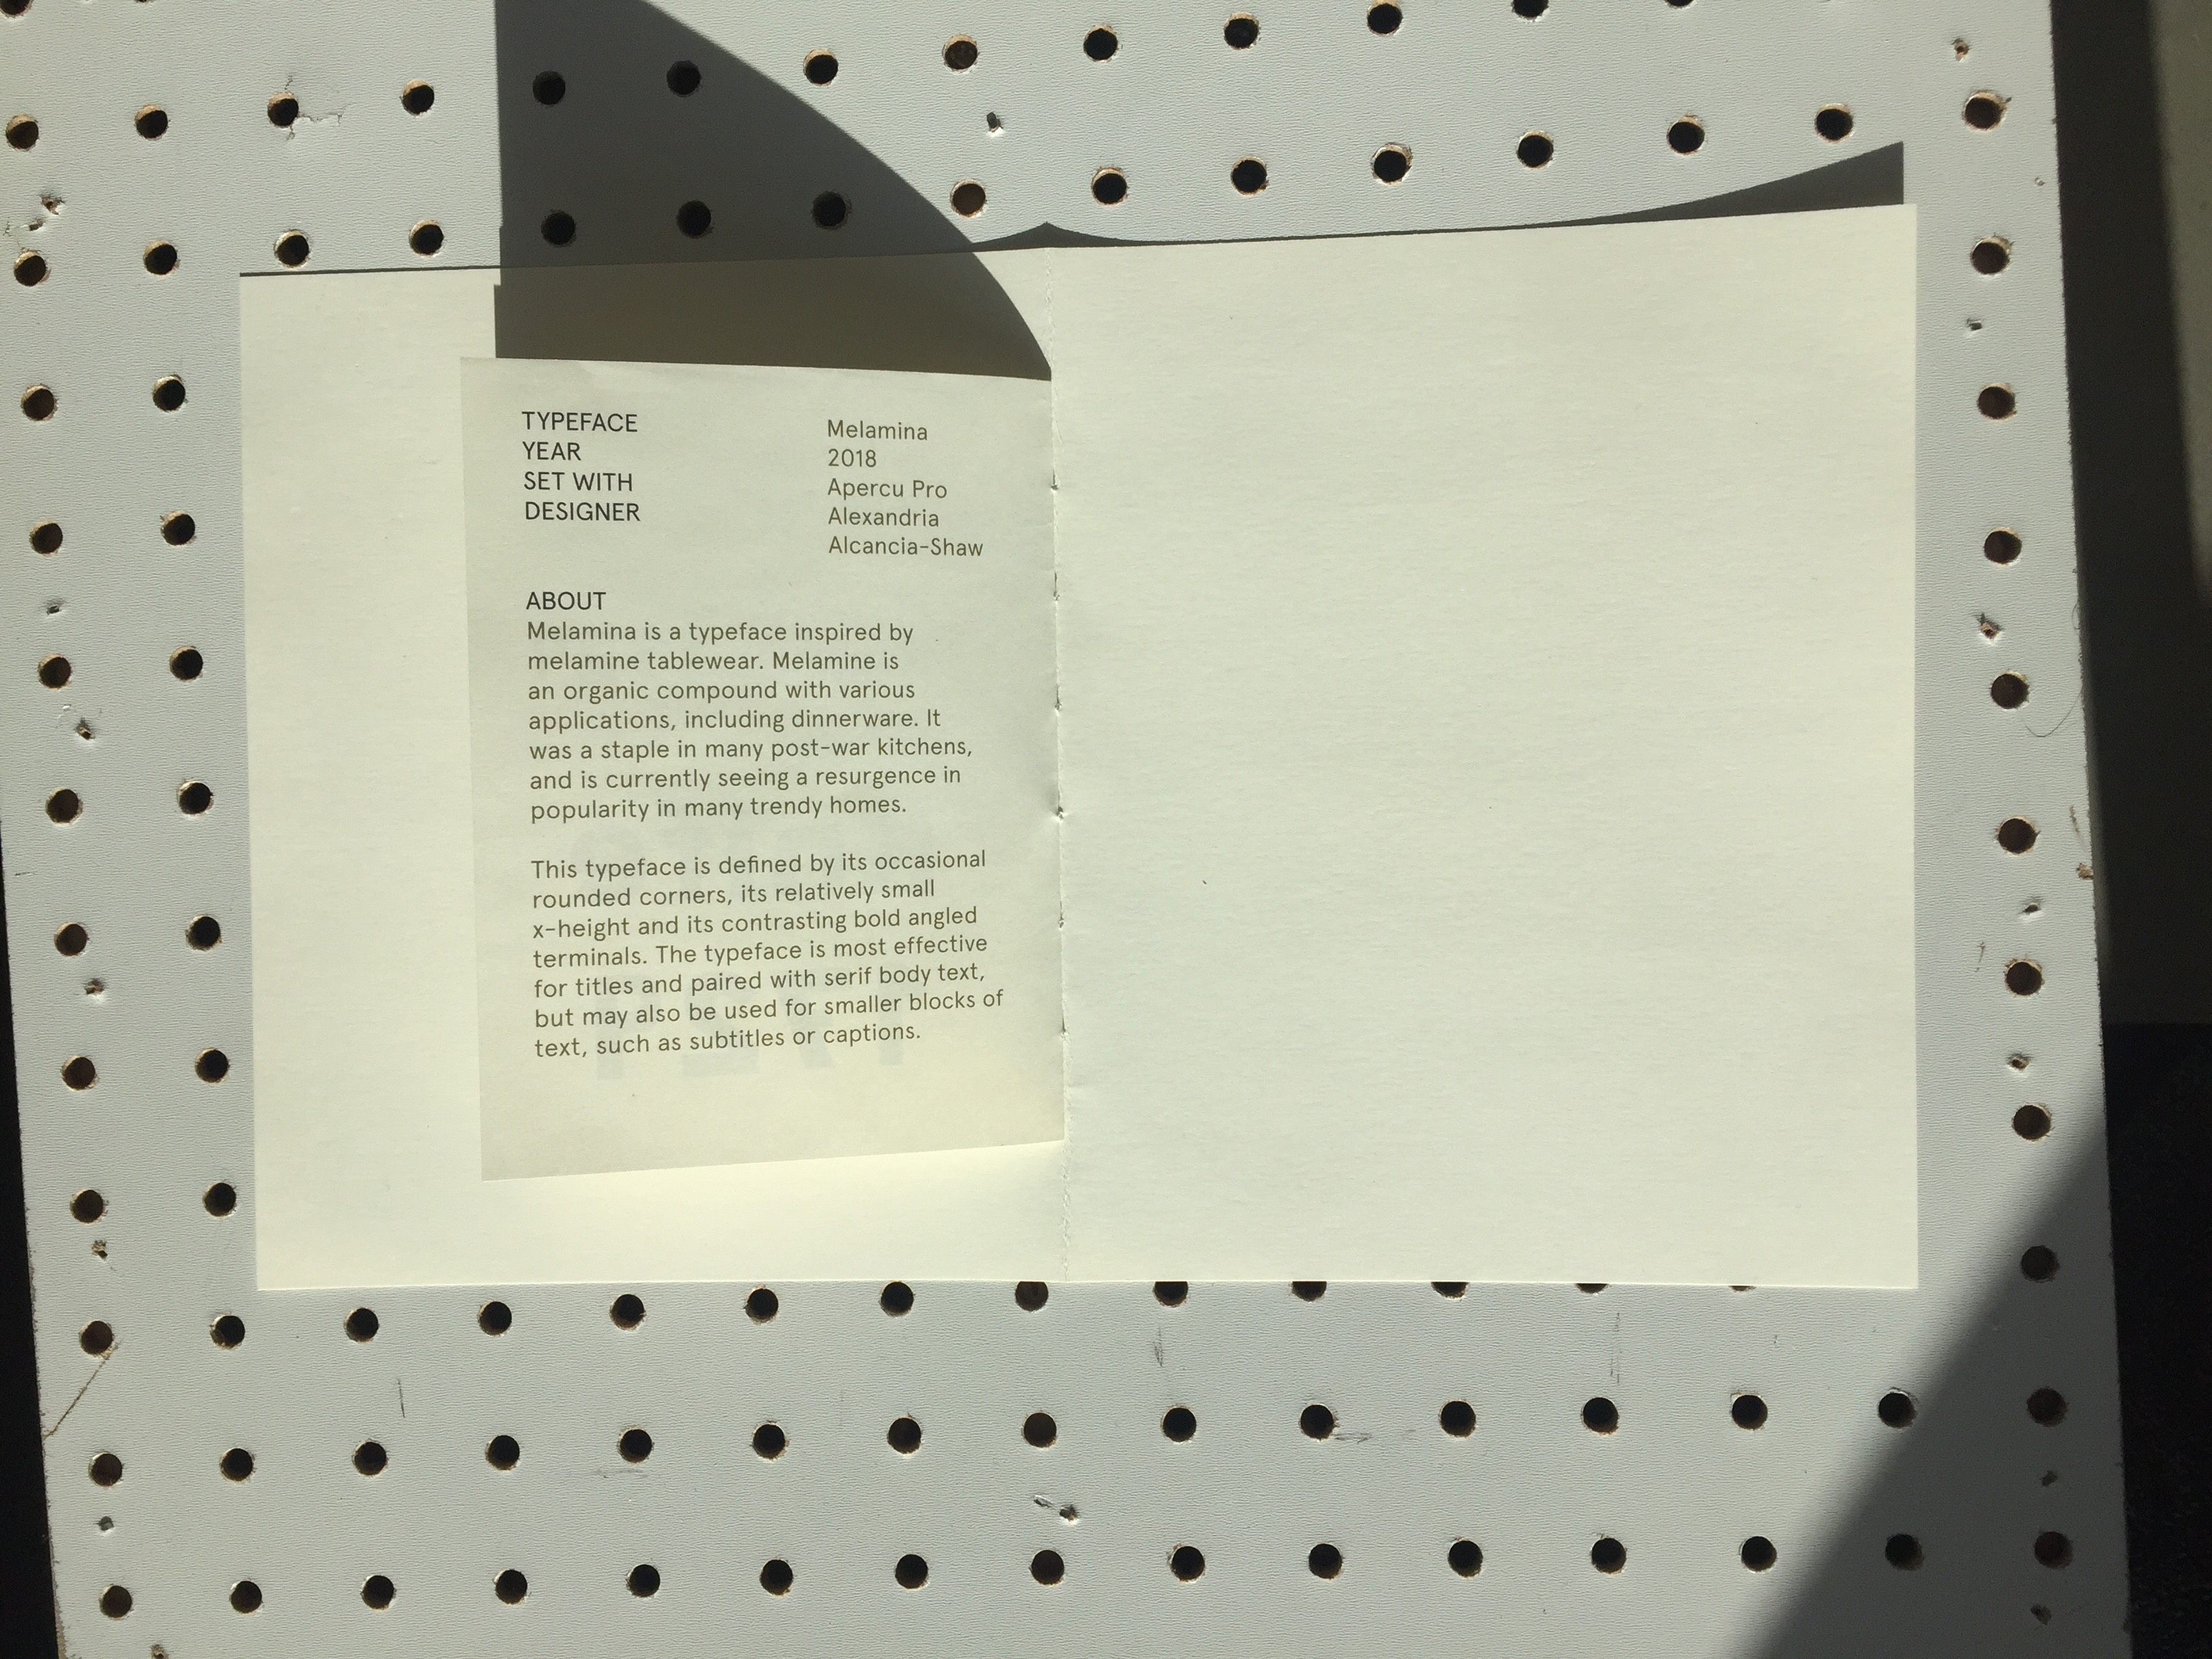 TYPEFACE Melamina
YEAR 2018
SET WITH Apercu Pro
DESIGNER Alexandria
Alcancia-Shaw
ABOUT
Melamina is a typeface inspired by
melamine tablewear. Melamine is
an organic compound with various
applications, including dinnerware. It
was a staple in many post-war kitchens,
and is currently seeing a resurgence in
popularity in many trendy homes.
This typeface is defined by its occasional
rounded corners, its relatively small
x-height and its contrasting bold angled
terminals. The typeface is most effective
for titles and paired with serif body text,
but may also be used for smaller blocks of
text, such as subtitles or captions.